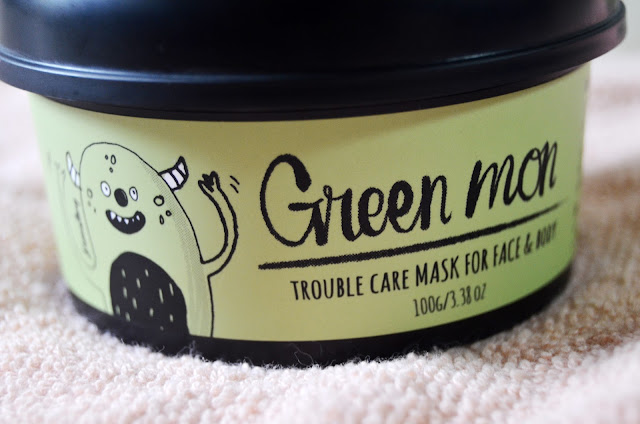 Green mon
TROUBLE CARE MASK FOR FACE & BODY
100G/3.38 OZ